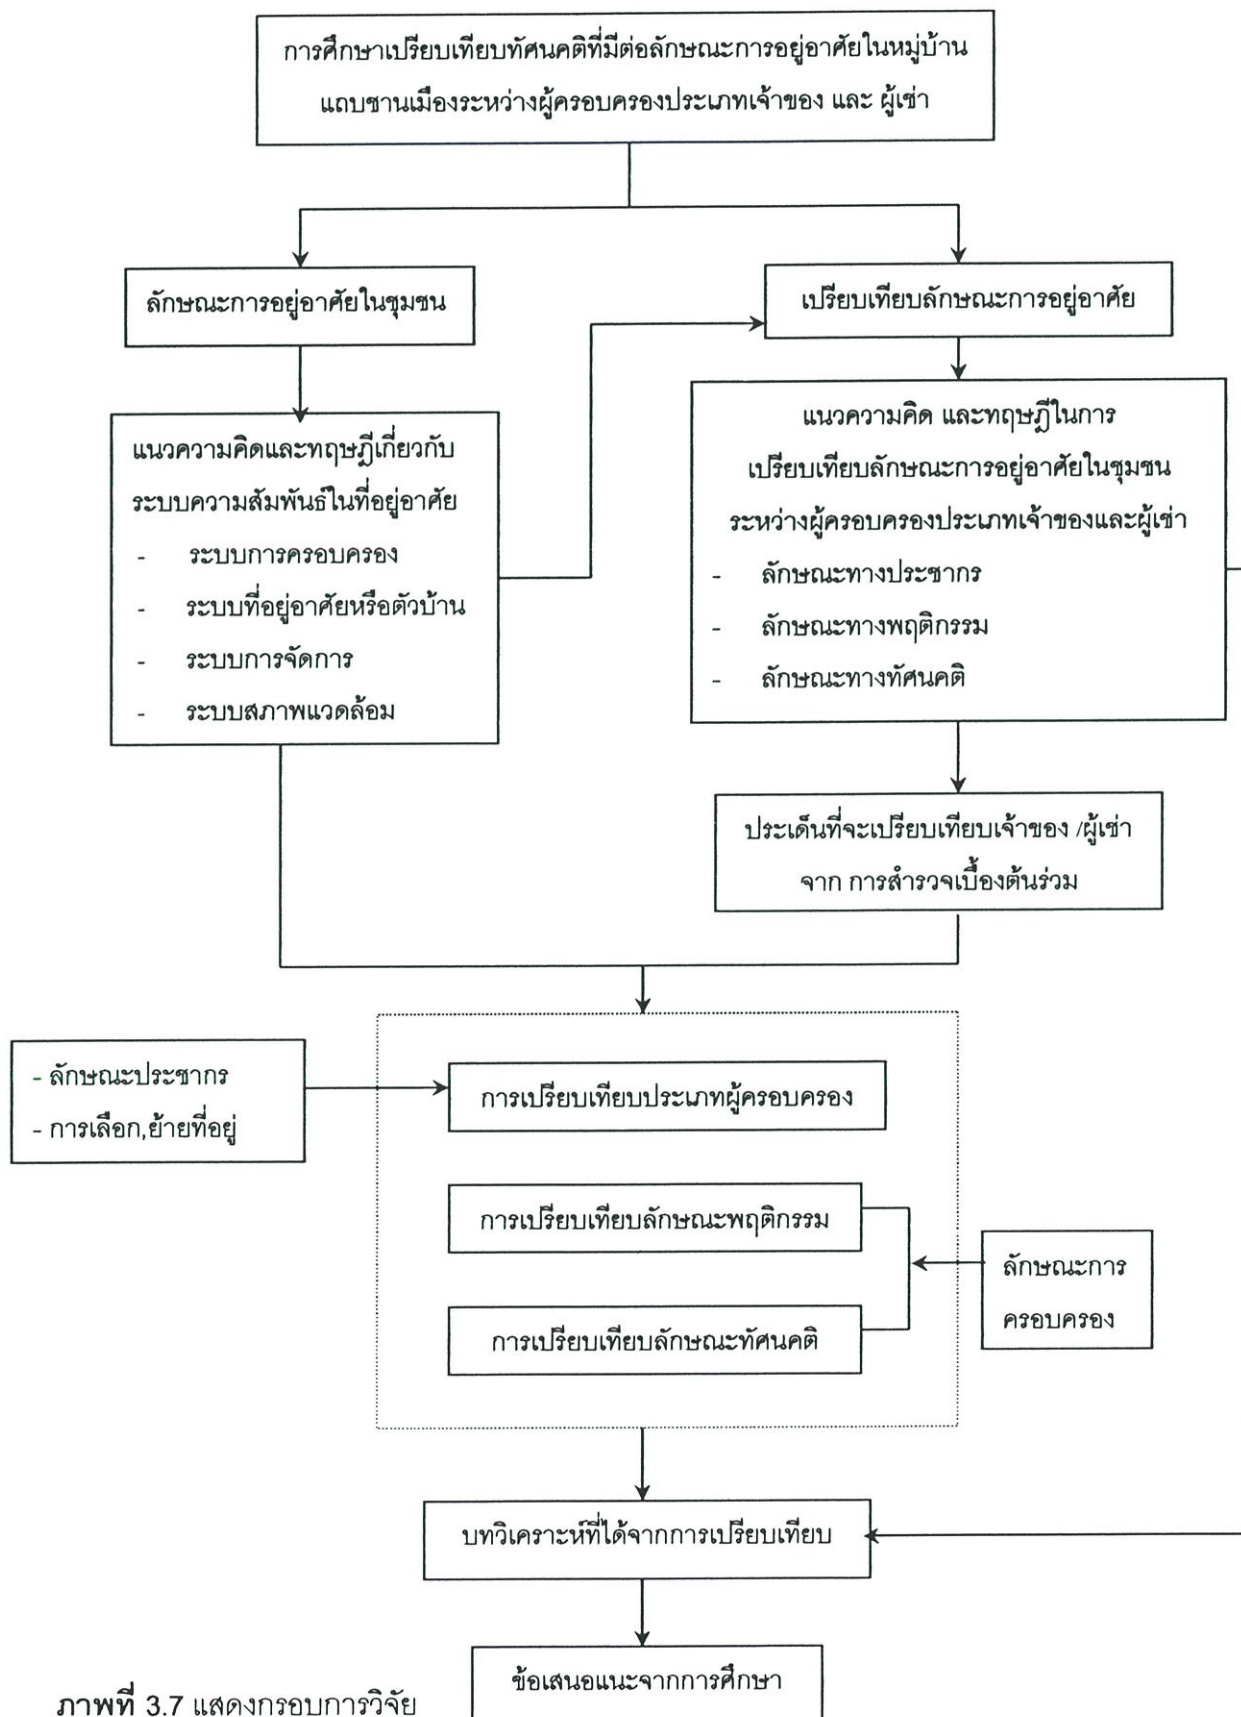 การศึกษาเปรียบเทียบทัศนคติที่มีต่อลักษณะการอยู่อาศัยในหมู่บ้าน
แถบชานเมืองระหว่างผู้ครอบครองประเภทเจ้าของ และ ผู้เช่า
ลักษณะการอยู่อาศัยในชุมชน
เปรียบเทียบลักษณะการอยู่อาศัย
แนวความคิดและทฤษฎีเกี่ยวกับ
ระบบความสัมพันธ์ในที่อยู่อาศัย
- ระบบการครอบครอง
- ระบบที่อยู่อาศัยหรือตัวบ้าน
- ระบบการจัดการ
- ระบบสภาพแวดล้อม
แนวความคิด และทฤษฎีในการ
เปรียบเทียบลักษณะการอยู่อาศัยในชุมชน
ระหว่างผู้ครอบครองประเภทเจ้าของและผู้เช่า
- ลักษณะทางประชากร
- ลักษณะทางพฤติกรรม
- ลักษณะทางทัศนคติ
ประเด็นที่จะเปรียบเทียบเจ้าของ /ผู้เช่า
จาก การสำรวจเบื้องต้นร่วม
- ลักษณะประชากร
- การเลือก,ย้ายที่อยู่
การเปรียบเทียบประเภทผู้ครอบครอง
การเปรียบเทียบลักษณะพฤติกรรม
การเปรียบเทียบลักษณะทัศนคติ
ลักษณะการ
ครอบครอง
บทวิเคราะห์ที่ได้จากการเปรียบเทียบ
ข้อเสนอแนะจากการศึกษา
ภาพที่ 3.7 แสดงกรอบการวิจัย